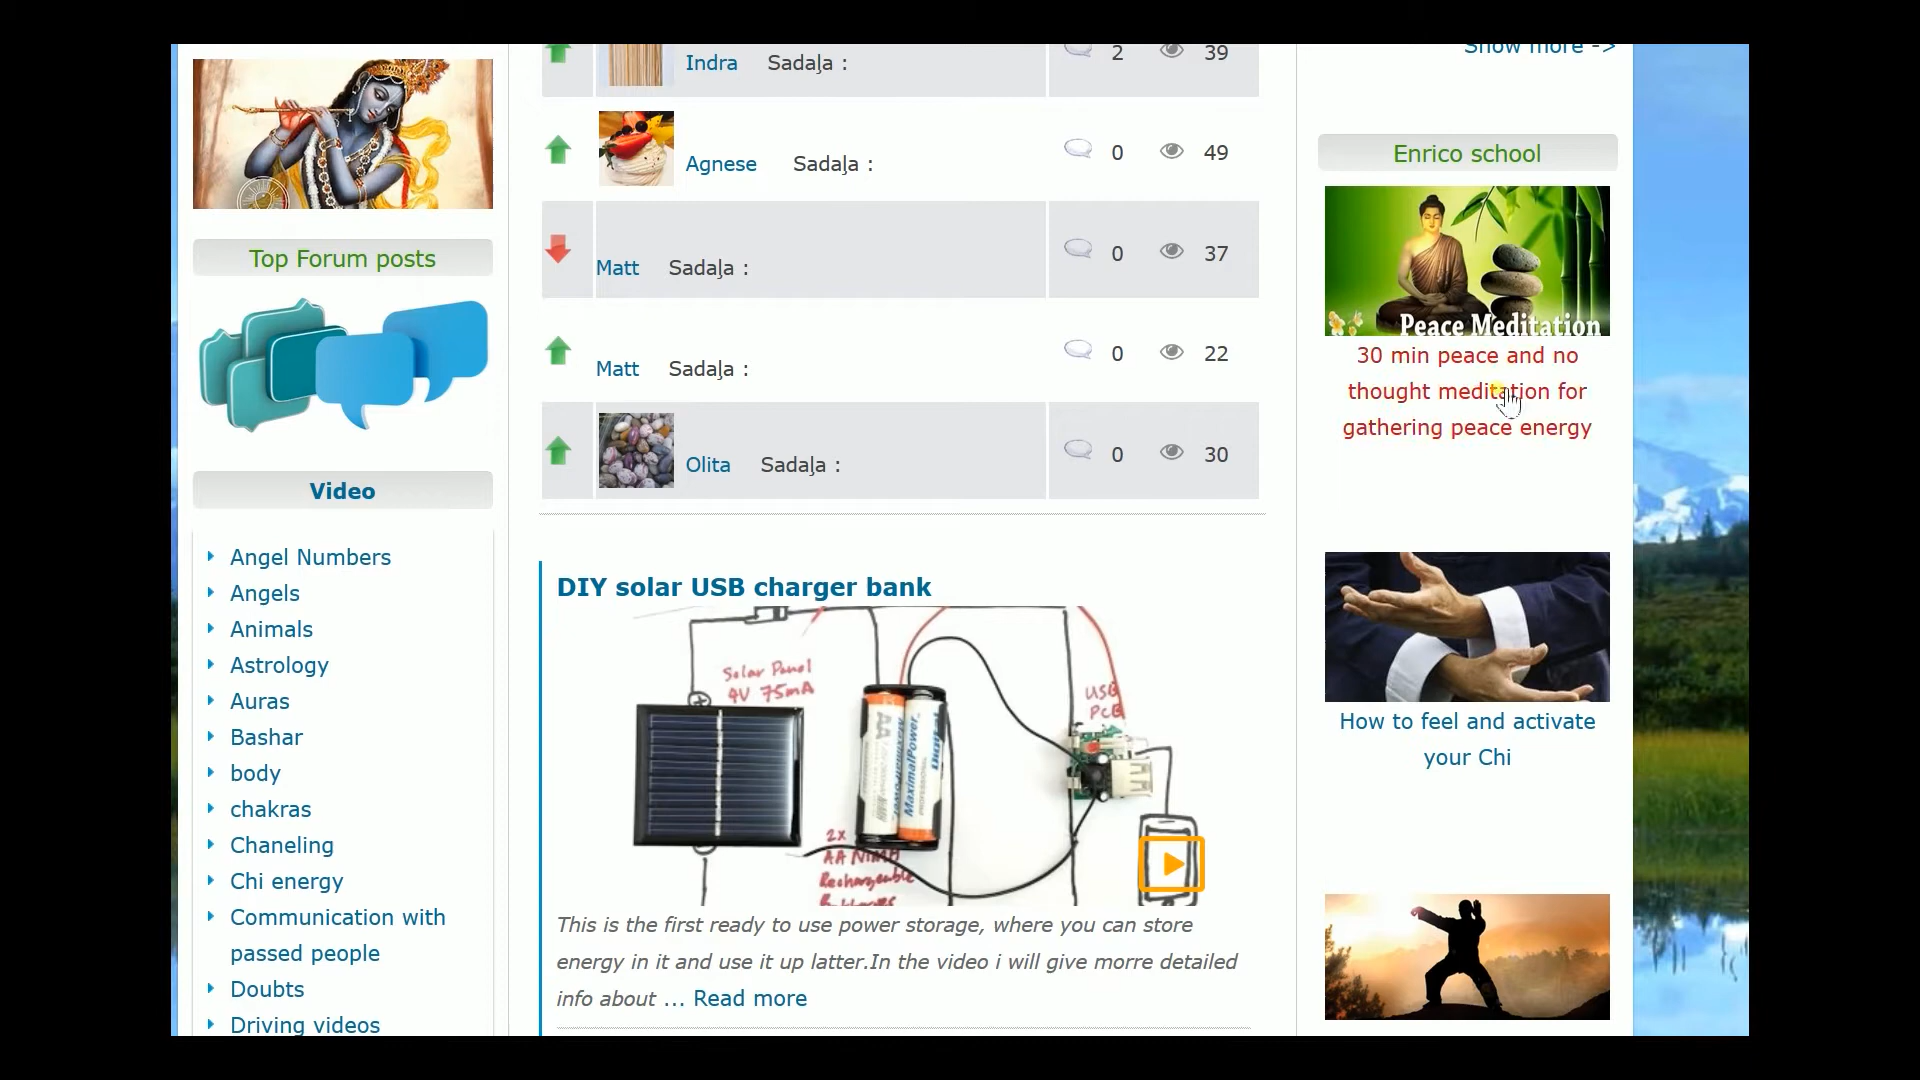 Top Forum posts
Video
Angel Numbers
Angels
Animals
Astrology
Auras
Bashar
body
chakras
Chaneling
Chi energy
Communication with
passed people
Doubts
Driving videos
Indra Sadaļa : 2 39
Agnese Sadaļa : 0 49
Matt Sadaļa : 0 37
Matt Sadaļa : 0 22
Olita Sadaļa : 0 30
DIY solar USB charger bank
Solar Panel
4V 75mA
USB
PCB
AA
MaximalPower
2x
AA NiMH
Rechargeable
This is the first ready to use power storage, where you can store
energy in it and use it up latter.In the video i will give morre detailed
info about ... Read more
Show more ->
Enrico school
Peace Meditation
30 min peace and no
thought meditation for
gathering peace energy
How to feel and activate
your Chi